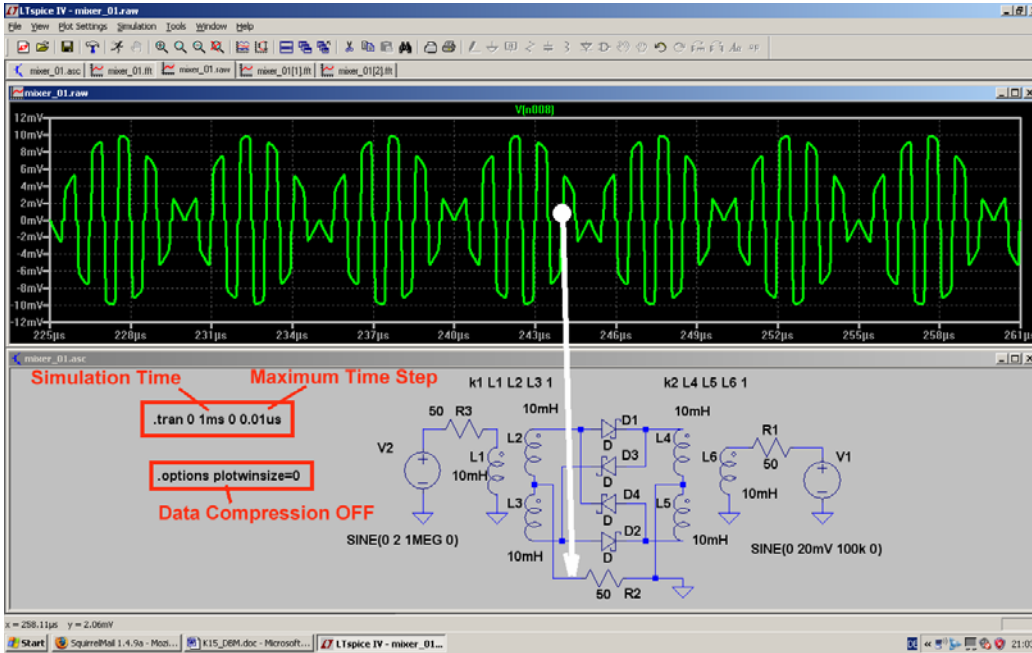 LTspice IV - mixer_01.raw
File View Plot Settings Simulation Tools Window Help
mixer_01.asc mixer_01.fft mixer_01.raw mixer_01[1].fft mixer_01[2].fft
mixer_01.raw
V[n008]
12mV
10mV
8mV
6mV
4mV
2mV
0mV
-2mV
-4mV
-6mV
-8mV
-10mV
-12mV
225µs 228µs 231µs 234µs 237µs 240µs 243µs 246µs 249µs 252µs 255µs 258µs 261µs
mixer_01.asc
Simulation Time Maximum Time Step
.tran 0 1ms 0 0.01us
.options plotwinsize=0
Data Compression OFF
k1 L1 L2 L3 1 k2 L4 L5 L6 1
50 R3 10mH D1 10mH
V2 L2 D L4 R1
L1 D3 L6 50 V1
10mH D 10mH
L3 D4 L5
D D2
SINE(0 2 1MEG 0) 10mH D 10mH SINE(0 20mV 100k 0)
50 R2
x = 258.11µs y = 2.06mV
Start SquirrelMail 1.4.9a - Mozi... K15_DBM.doc - Microsoft... LTspice IV - mixer_01... DE